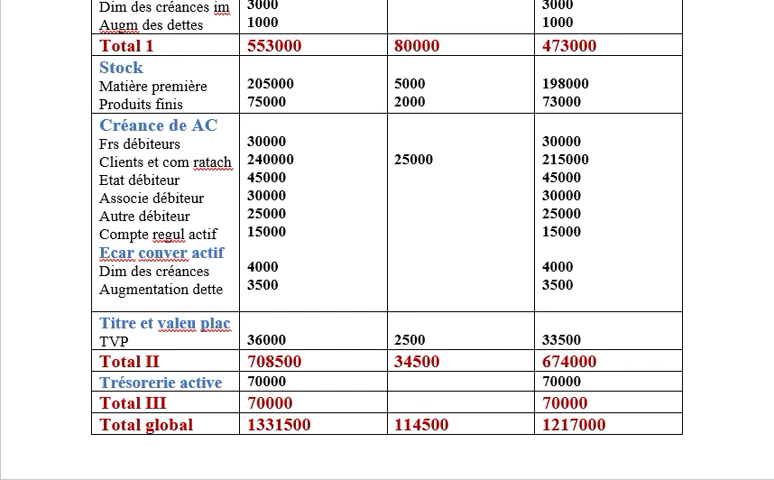 Dim des créances im 3000 3000
Augm des dettes 1000 1000
Total 1 553000 80000 473000
Stock
Matière première 205000 5000 198000
Produits finis 75000 2000 73000
Créance de AC
Frs débiteurs 30000 30000
Clients et com ratach 240000 25000 215000
Etat débiteur 45000 45000
Associe débiteur 30000 30000
Autre débiteur 25000 25000
Compte regul actif 15000 15000
Ecar conver actif
Dim des créances 4000 4000
Augmentation dette 3500 3500
Titre et valeu plac
TVP 36000 2500 33500
Total II 708500 34500 674000
Trésorerie active 70000 70000
Total III 70000 70000
Total global 1331500 114500 1217000